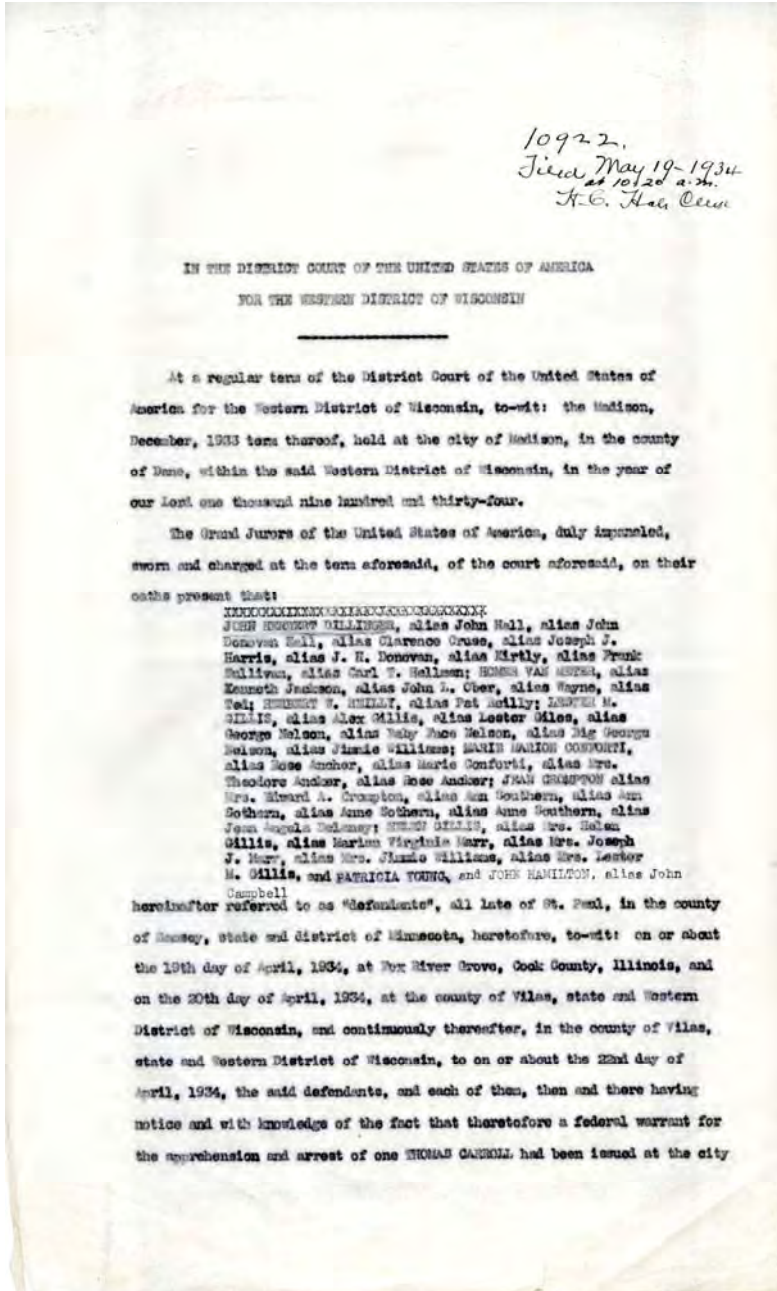 10922.
Filed May 19-1934
at 10:20 a.m.
H.C. Hale Clerk
IN THE DISTRICT COURT OF THE UNITED STATES OF AMERICA
FOR THE WESTERN DISTRICT OF WISCONSIN
At a regular term of the District Court of the United States of
America for the Western District of Wisconsin, to-wit: the Madison,
December, 1933 term thereof, held at the city of Madison, in the county
of Dane, within the said Western District of Wisconsin, in the year of
our Lord one thousand nine hundred and thirty-four.
The Grand Jurors of the United States of America, duly impaneled,
sworn and charged at the term aforesaid, of the court aforesaid, on their
oaths present that:
JOHN DILLINGER, alias John Hall, alias John
Donovan Hall, alias Clarence Cruse, alias Joseph J.
Harris, alias J. H. Donovan, alias Kirtly, alias Frank
Sullivan, alias Carl T. Hellman; HOMER VAN METER, alias
Kenneth Jackson, alias John L. Ober, alias Wayne, alias
Ted; HERBERT W. REILLY, alias Pat Reilly; LESTER M.
GILLIS, alias Alex Gillis, alias Lester Giles, alias
George Nelson, alias Baby Face Nelson, alias Big George
Nelson, alias Jimmie Williams; MARIE MARION CONFORTI,
alias Rose Ancker, alias Marie Conforti, alias Mrs.
Theodore Ancker, alias Rose Ancker; JEAN CROMPTON alias
Mrs. Edward A. Crompton, alias Ann Southern, alias Ann
Sothern, alias Anne Sothern, alias Anne Southern, alias
Jean Angela Delaney; HELEN GILLIS, alias Mrs. Helen
Gillis, alias Marian Virginia Marr, alias Mrs. Joseph
J. Marr, alias Mrs. Jimmie Williams, alias Mrs. Lester
M. Gillis, and PATRICIA YOUNG, and JOHN HAMILTON, alias John
Campbell
hereinafter referred to as "defendants", all late of St. Paul, in the county
of Ramsey, state and district of Minnesota, heretofore, to-wit: on or about
the 19th day of April, 1934, at Fox River Grove, Cook County, Illinois, and
on the 20th day of April, 1934, at the county of Vilas, state and Western
District of Wisconsin, and continuously thereafter, in the county of Vilas,
state and Western District of Wisconsin, to on or about the 22nd day of
April, 1934, the said defendants, and each of them, then and there having
notice and with knowledge of the fact that theretofore a federal warrant for
the apprehension and arrest of one THOMAS CARROLL had been issued at the city